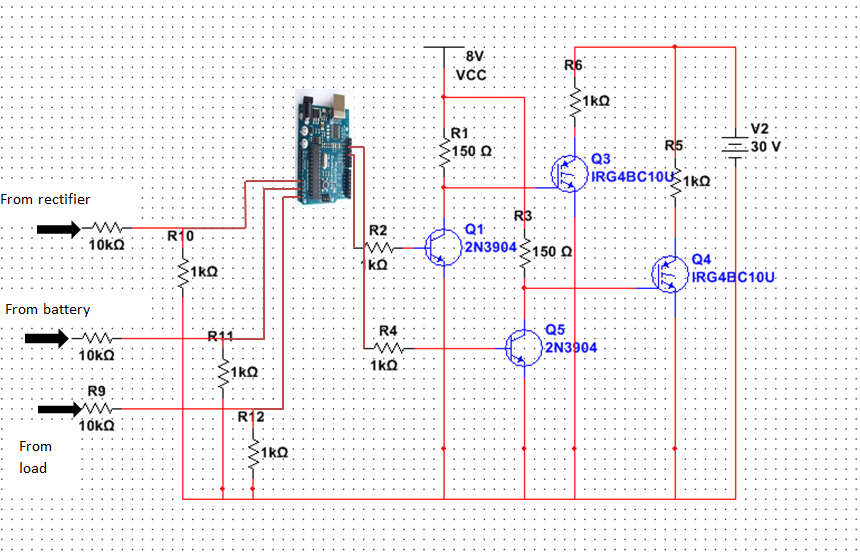 8V
VCC
R6
1kΩ
R1
150 Ω
V2
30 V
R5
1kΩ
Q3
IRG4BC10U
From rectifier
10kΩ
R10
1kΩ
R2
1kΩ
Q1
2N3904
R3
150 Ω
Q4
IRG4BC10U
From battery
10kΩ
R11
1kΩ
R4
1kΩ
Q5
2N3904
R9
10kΩ
R12
1kΩ
From
load